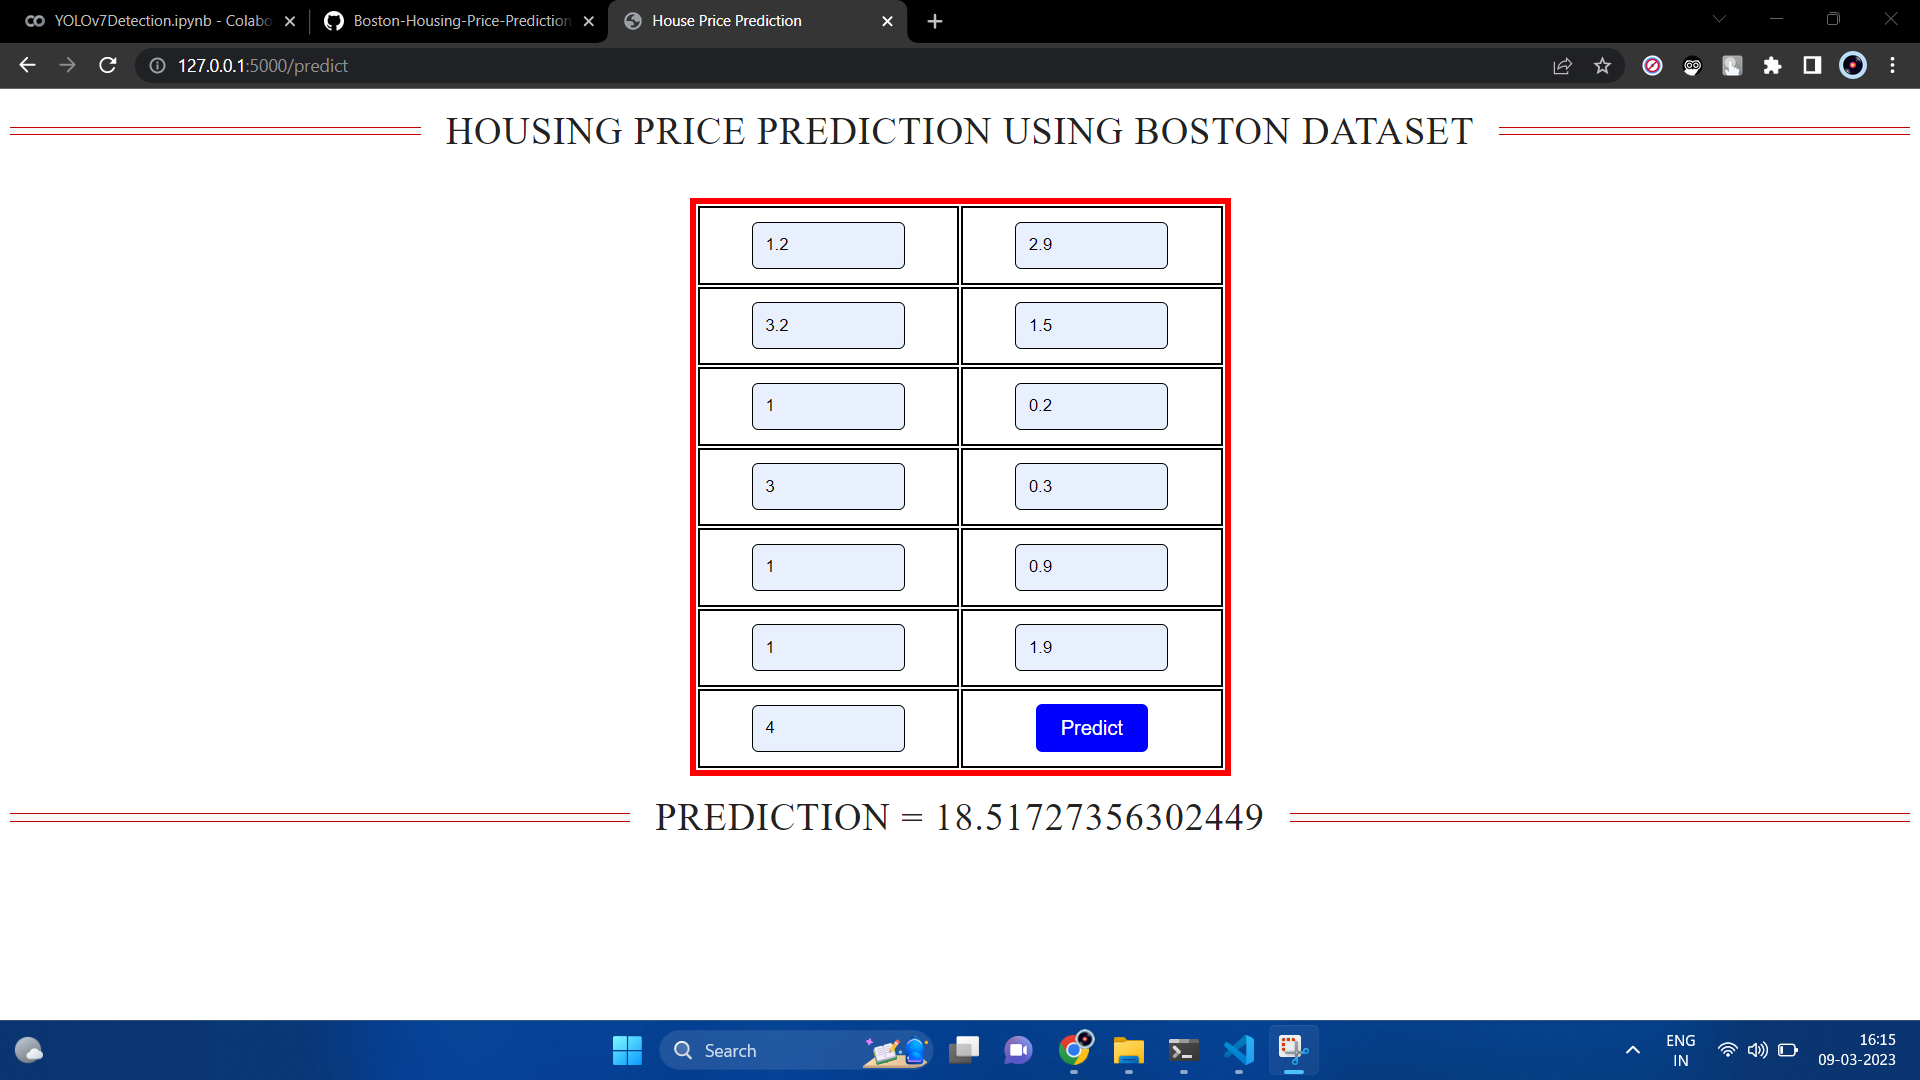 YOLOv7Detection.ipynb - Colabo
Boston-Housing-Price-Prediction
House Price Prediction
127.0.0.1:5000/predict
HOUSING PRICE PREDICTION USING BOSTON DATASET
1.2 2.9
3.2 1.5
1 0.2
3 0.3
1 0.9
1 1.9
4 Predict
PREDICTION = 18.51727356302449
Search
ENG
IN
16:15
09-03-2023